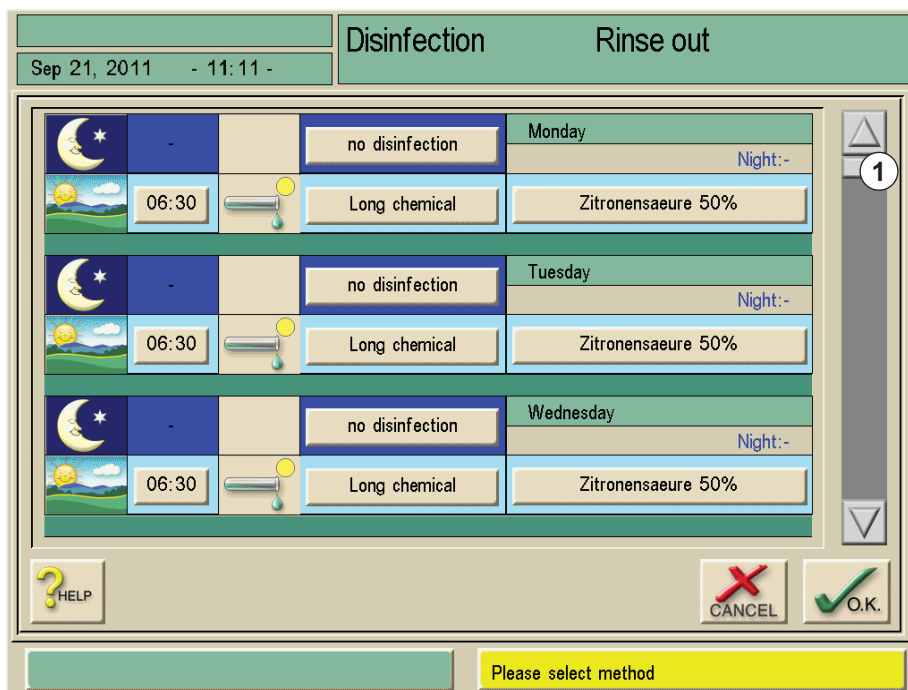 Disinfection Rinse out
Sep 21, 2011 - 11:11 -
- no disinfection Monday
Night:-
06:30 Long chemical Zitronensaeure 50%
- no disinfection Tuesday
Night:-
06:30 Long chemical Zitronensaeure 50%
- no disinfection Wednesday
Night:-
06:30 Long chemical Zitronensaeure 50%
1
? HELP
CANCEL
O.K.
Please select method